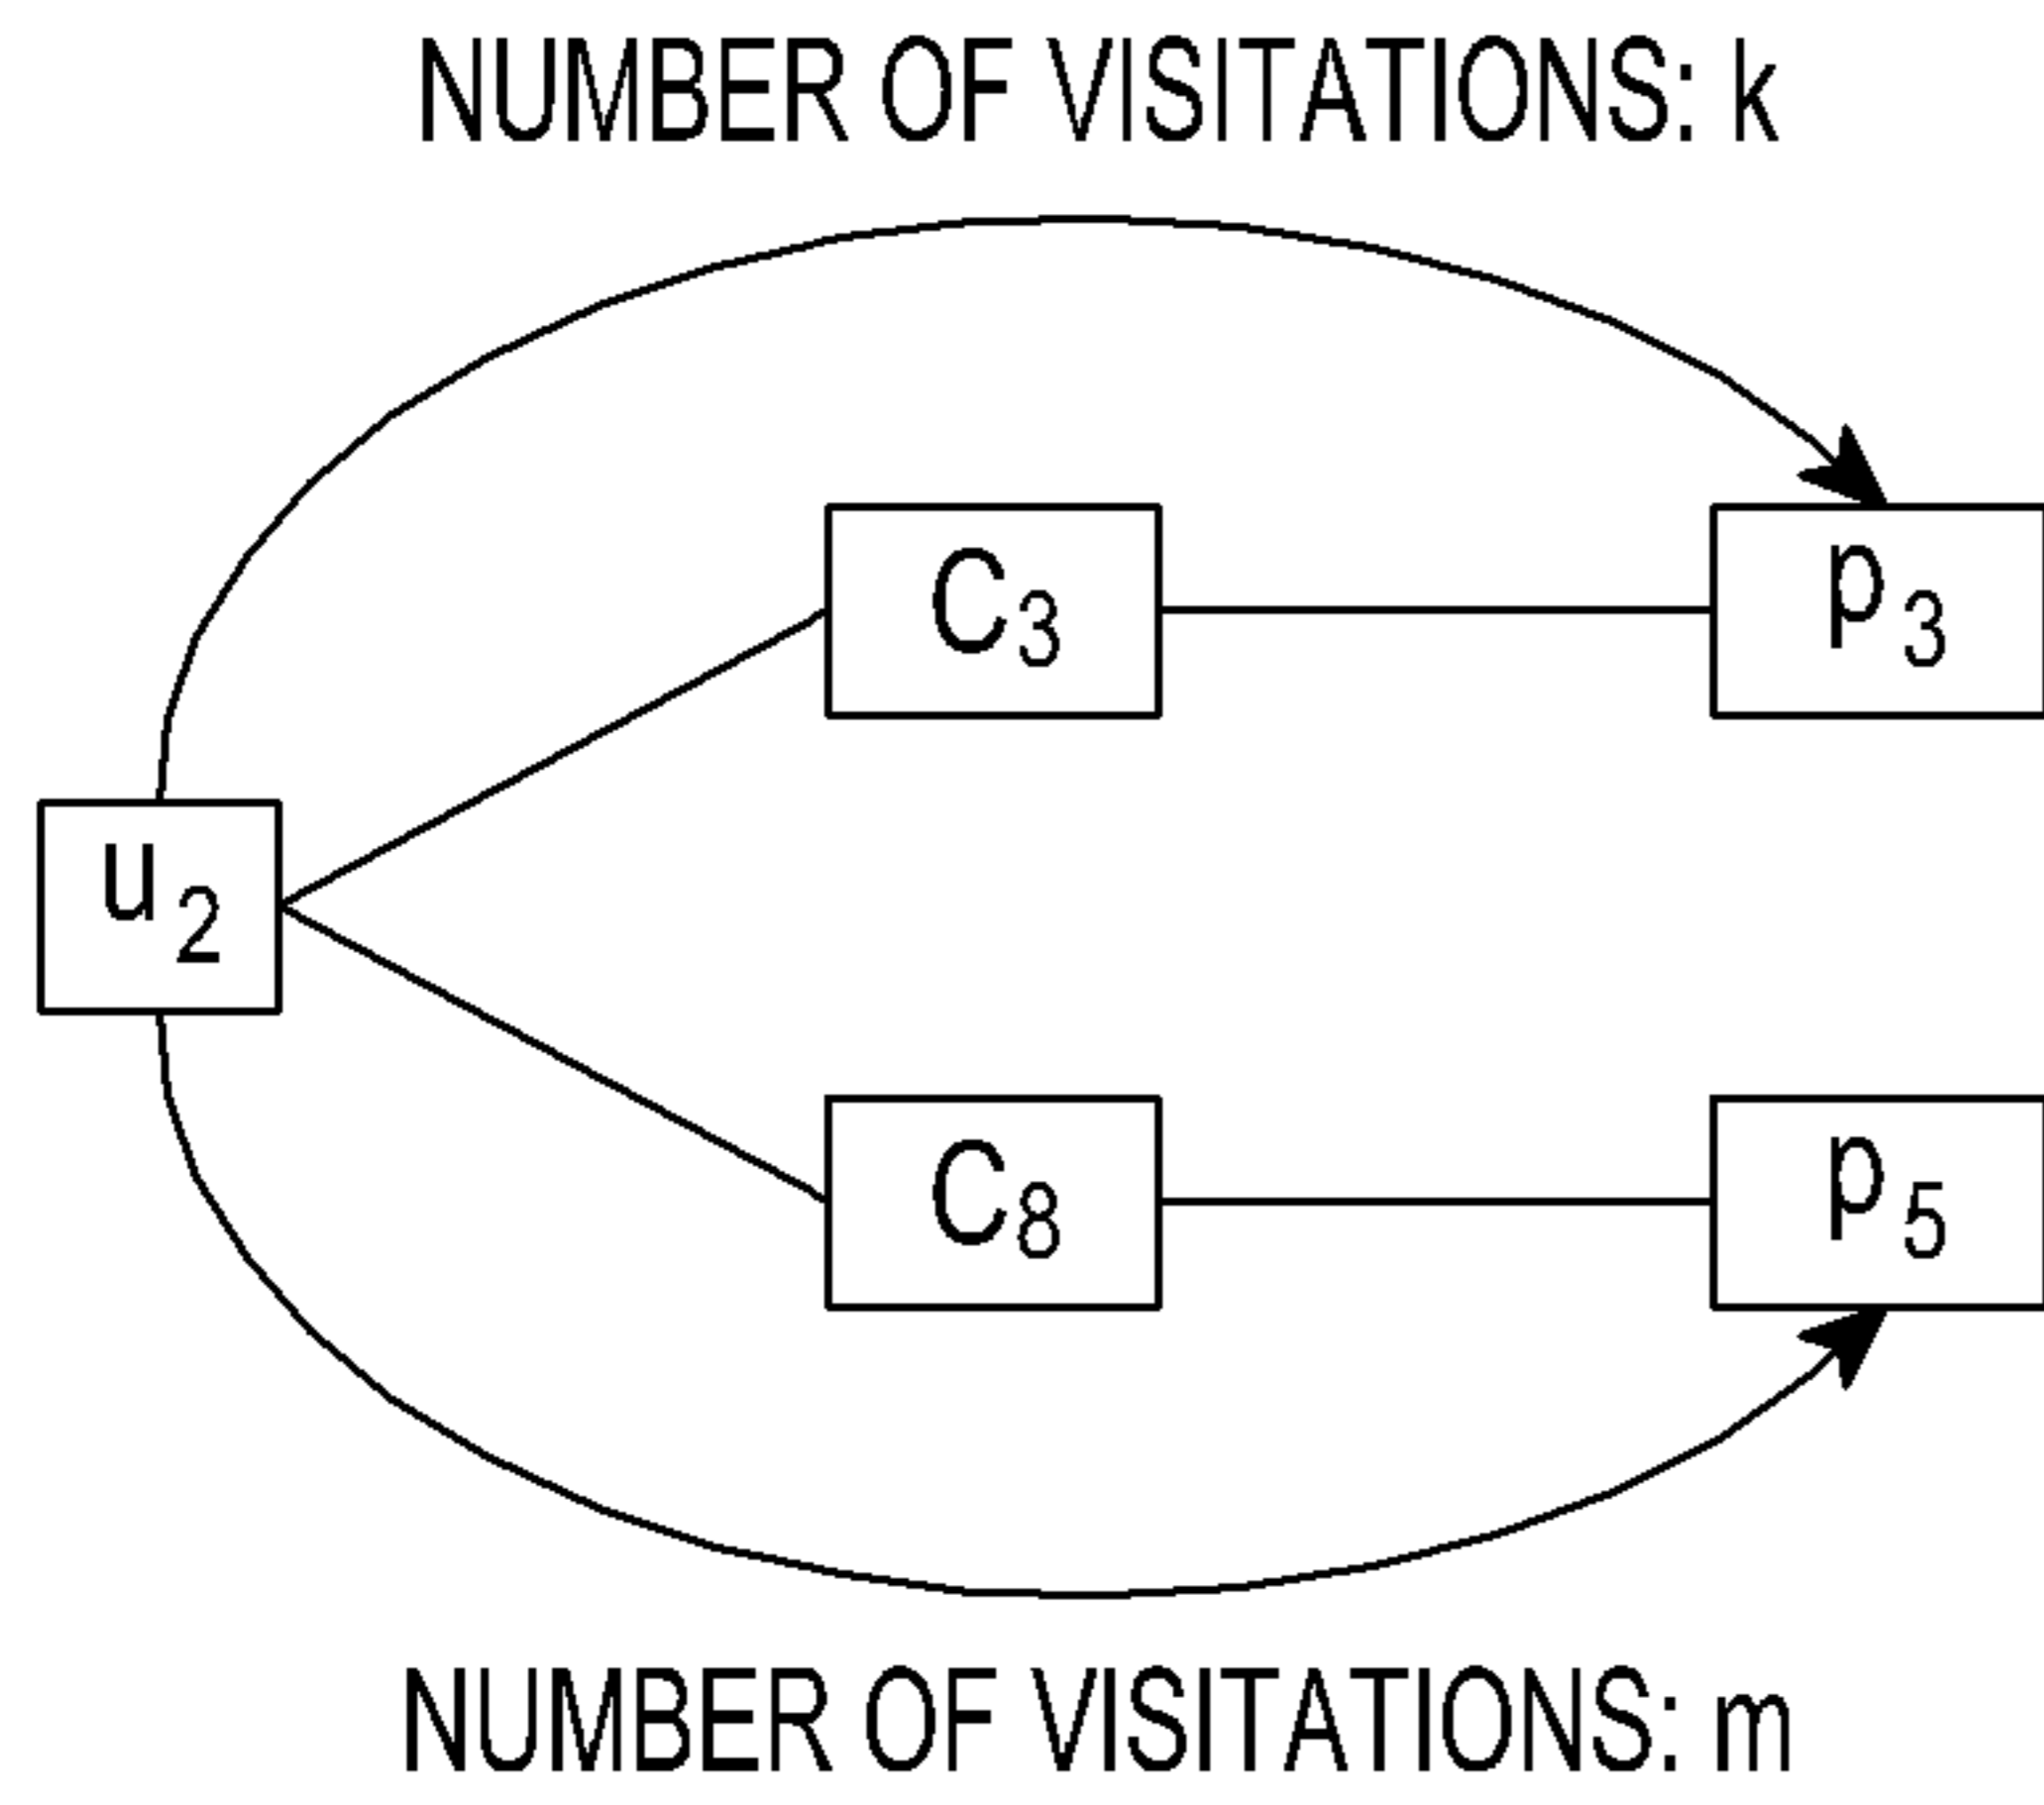 NUMBER OF VISITATIONS: k
C3
p3
u2
C8
p5
NUMBER OF VISITATIONS: m